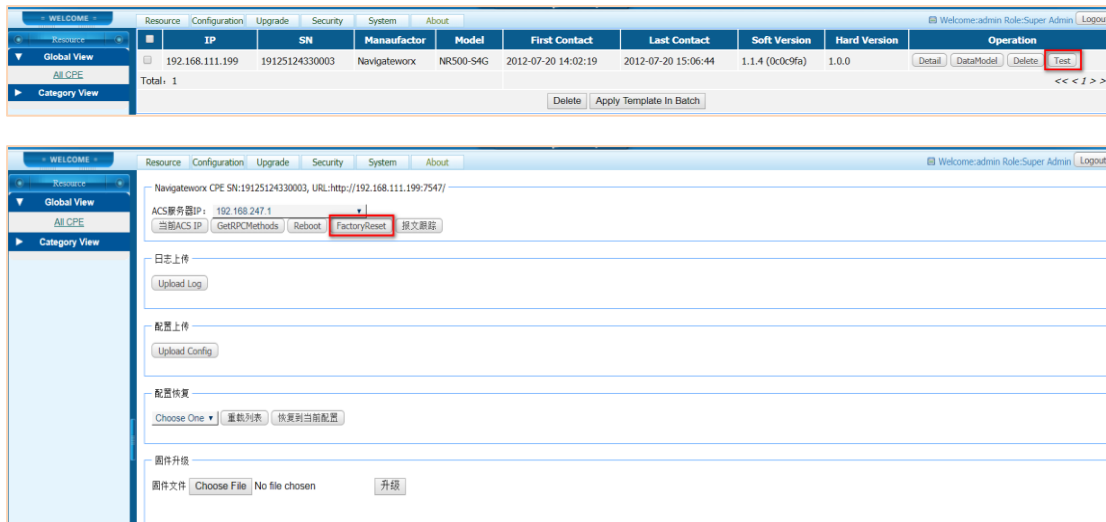 WELCOME
Resource Configuration Upgrade Security System About
Welcome:admin Role:Super Admin Logou
Resource
Global View
All CPE
Category View
IP SN Manaufactor Model First Contact Last Contact Soft Version Hard Version Operation
192.168.111.199 19125124330003 Navigateworx NR500-S4G 2012-07-20 14:02:19 2012-07-20 15:06:44 1.1.4 (0c0c9fa) 1.0.0 Detail DataModel Delete Test
Total: 1
<< < 1 > >
Delete Apply Template In Batch
WELCOME
Resource Configuration Upgrade Security System About
Welcome:admin Role:Super Admin Logout
Resource
Global View
All CPE
Category View
Navigateworx CPE SN:19125124330003, URL:http://192.168.111.199:7547/
ACS服务器IP: 192.168.247.1
当前ACS IP GetRPCMethods Reboot FactoryReset 报文跟踪
日志上传
Upload Log
配置上传
Upload Config
配置恢复
Choose One 重载列表 恢复到当前配置
固件升级
固件文件 Choose File No file chosen 升级